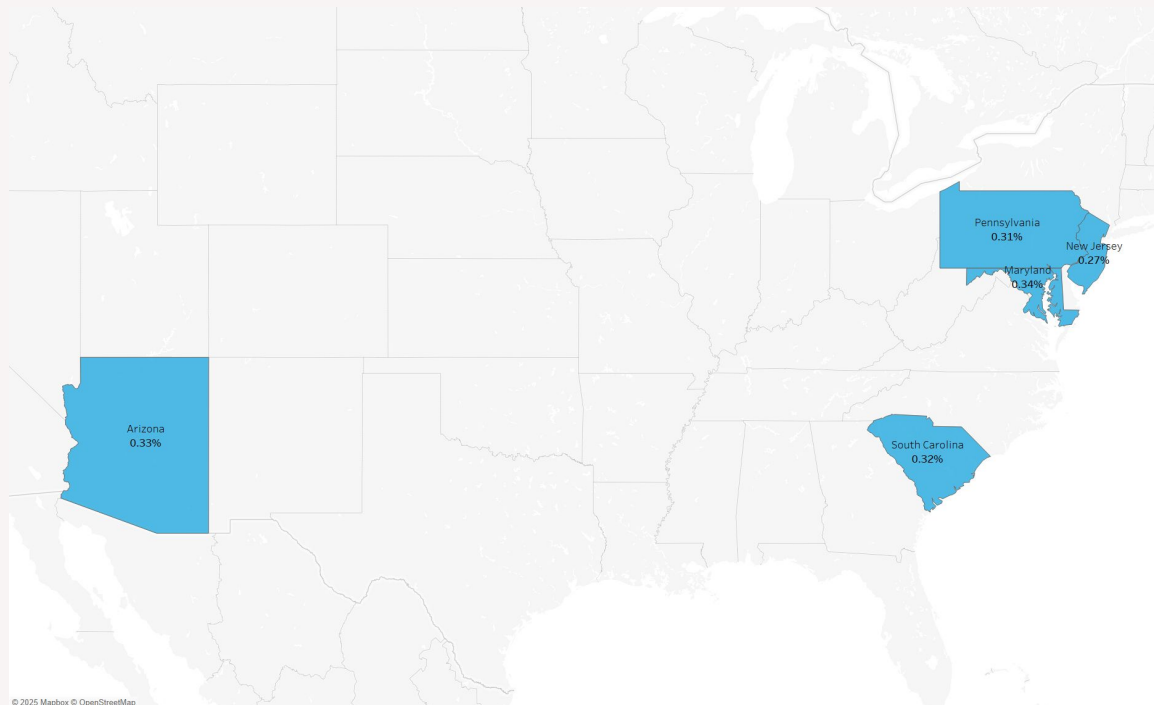 Pennsylvania
0.31%
New Jersey
0.27%
Maryland
0.34%
Arizona
0.33%
South Carolina
0.32%
© 2025 Mapbox © OpenStreetMap